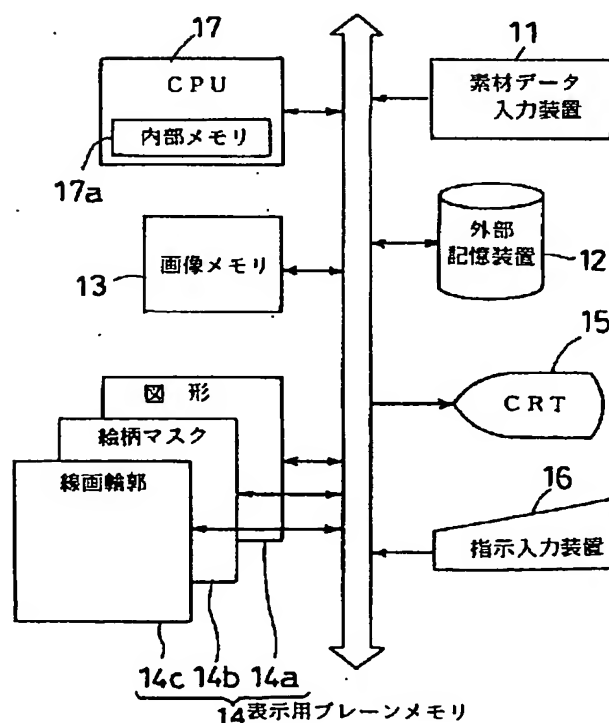 17
CPU
内部メモリ
17a
11
素材データ
入力装置
13
画像メモリ
外部
記憶装置
12
15
CRT
図形
絵柄マスク
線画輪郭
16
指示入力装置
14c 14b 14a
14表示用プレーンメモリ